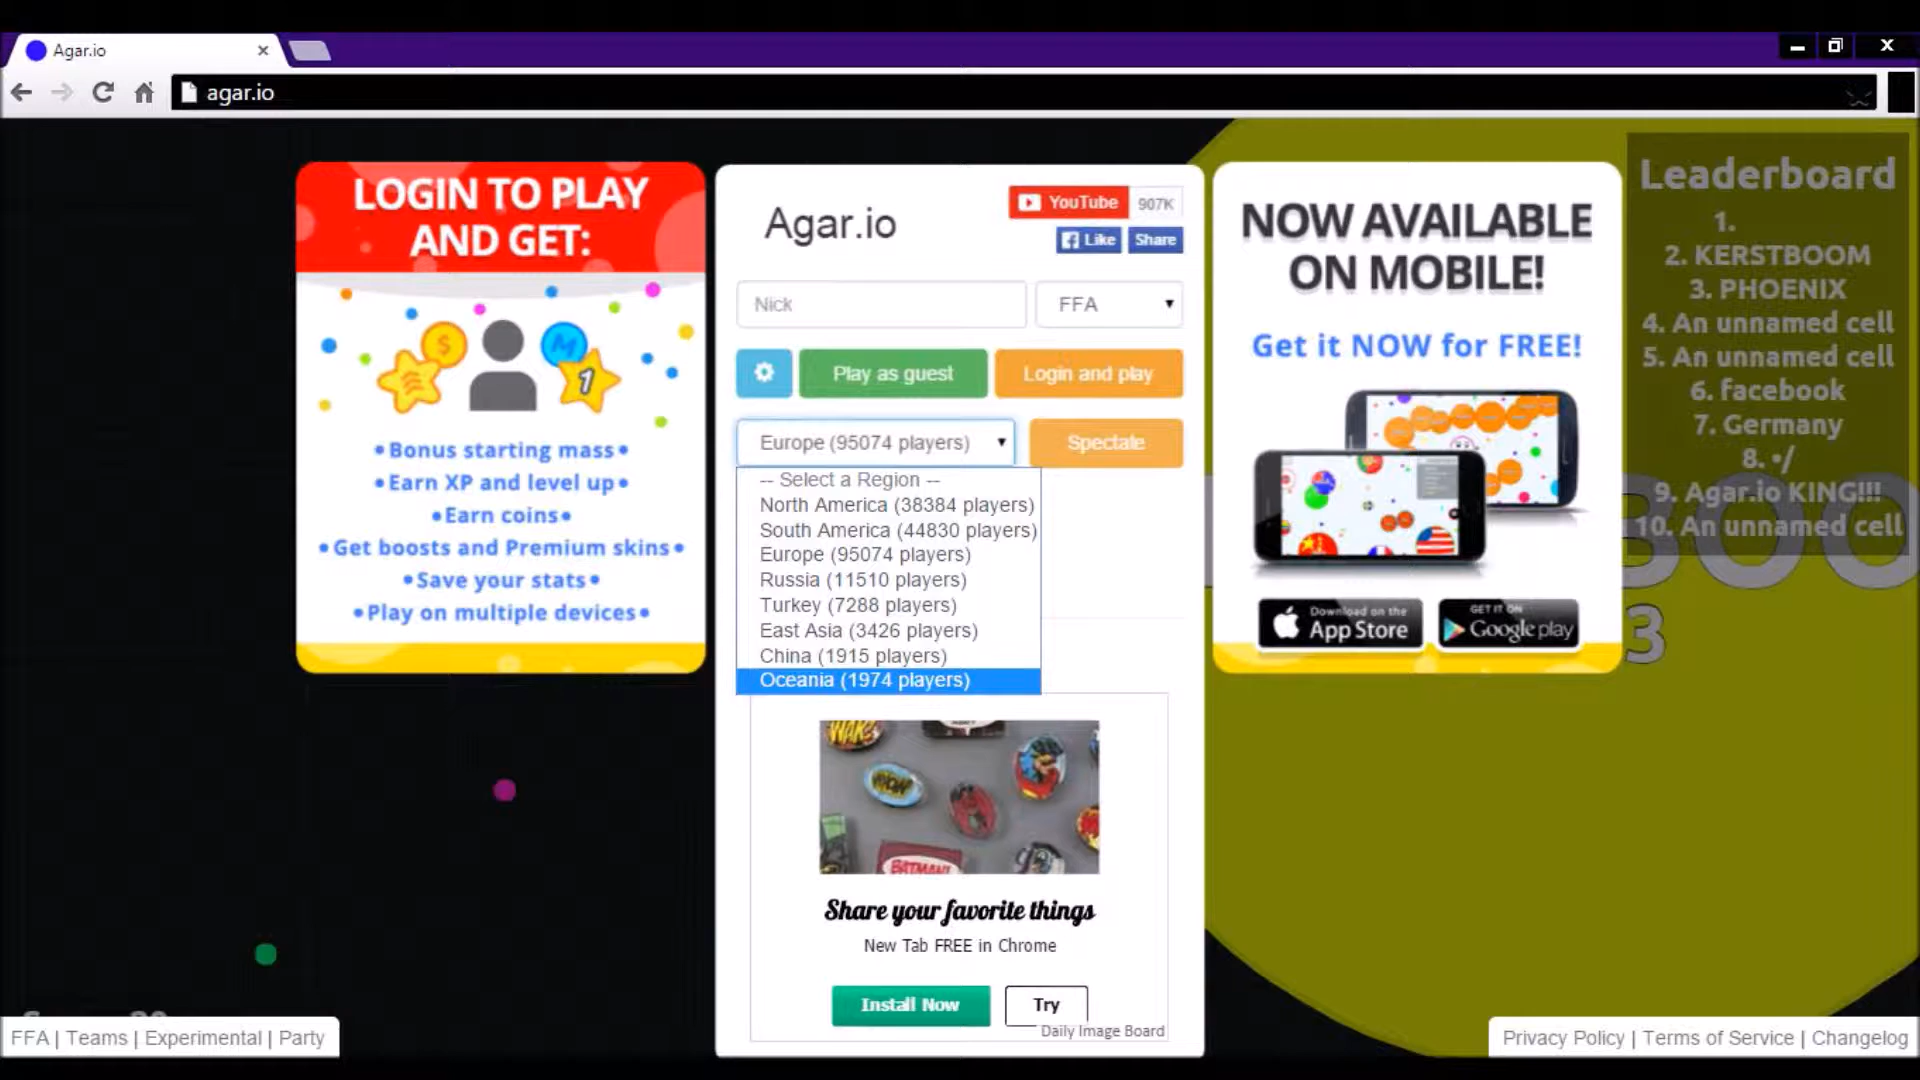 Agar.io
agar.io
LOGIN TO PLAY
AND GET:
$
M
1
•Bonus starting mass•
•Earn XP and level up•
•Earn coins•
•Get boosts and Premium skins•
•Save your stats•
•Play on multiple devices•
Agar.io
YouTube 907K
Like Share
Nick FFA
Play as guest Login and play
Europe (95074 players) Spectate
-- Select a Region --
North America (38384 players)
South America (44830 players)
Europe (95074 players)
Russia (11510 players)
Turkey (7288 players)
East Asia (3426 players)
China (1915 players)
Oceania (1974 players)
WOW
BATMAN!
Share your favorite things
New Tab FREE in Chrome
Install Now Try
Daily Image Board
NOW AVAILABLE
ON MOBILE!
Get it NOW for FREE!
Download on the
App Store
GET IT ON
Google play
Leaderboard
1.
2. KERSTBOOM
3. PHOENIX
4. An unnamed cell
5. An unnamed cell
6. facebook
7. Germany
8. •/
9. Agar.io KING!!!
10. An unnamed cell
BOO
3
FFA | Teams | Experimental | Party
Privacy Policy | Terms of Service | Changelog